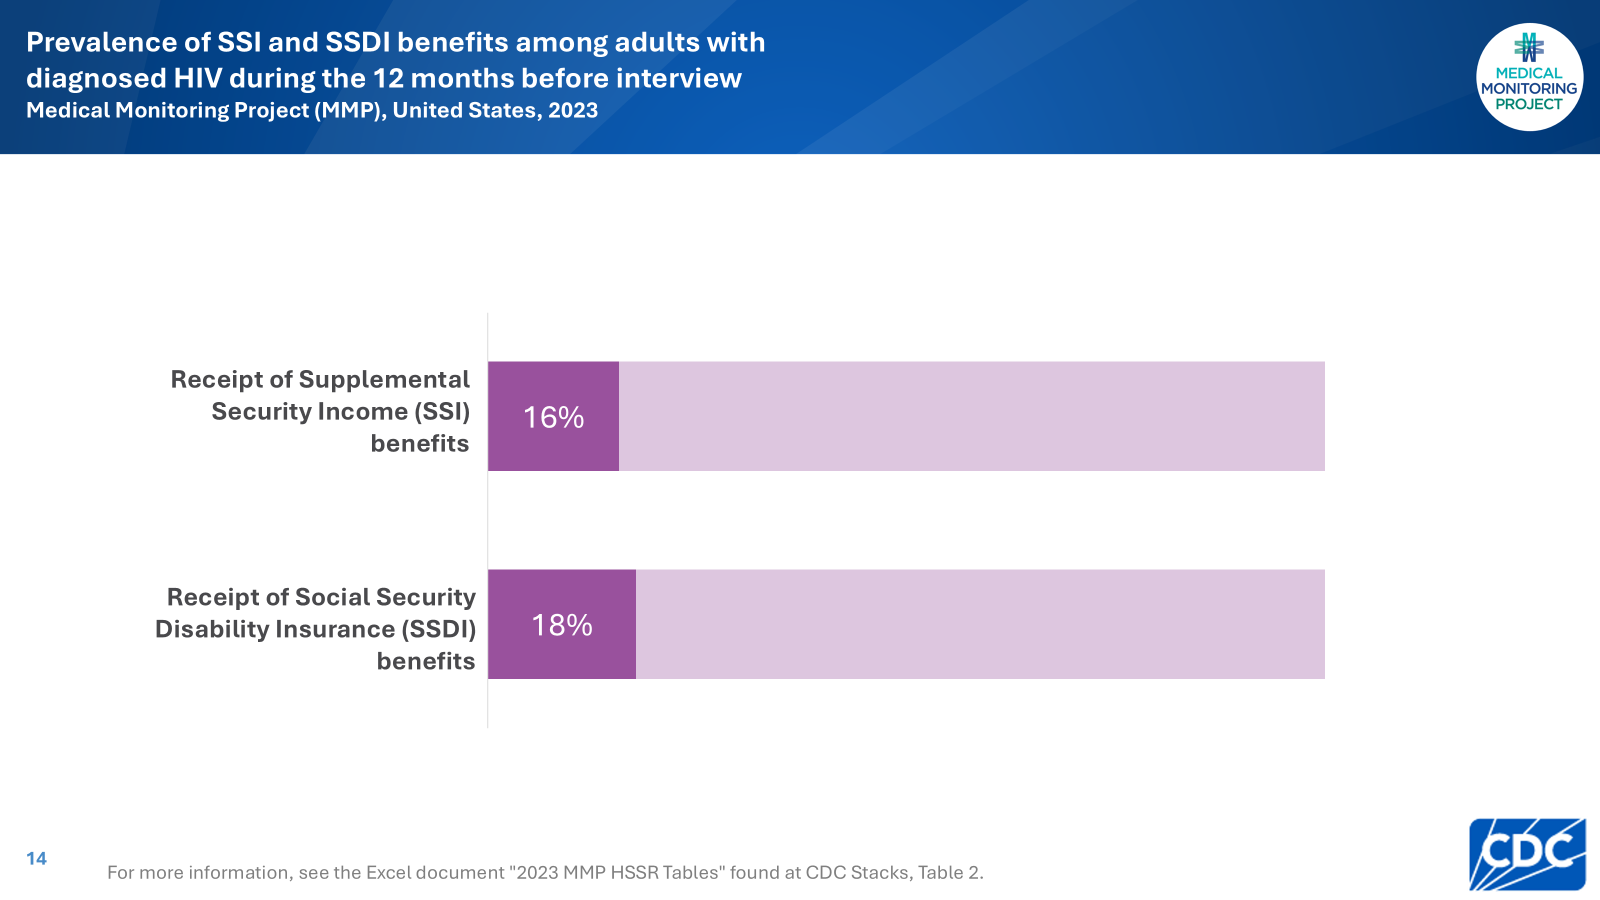 Prevalence of SSI and SSDI benefits among adults with
diagnosed HIV during the 12 months before interview
Medical Monitoring Project (MMP), United States, 2023
MEDICAL
MONITORING
PROJECT
Receipt of Supplemental
Security Income (SSI)
benefits
16%
Receipt of Social Security
Disability Insurance (SSDI)
benefits
18%
14
For more information, see the Excel document "2023 MMP HSSR Tables" found at CDC Stacks, Table 2.
CDC